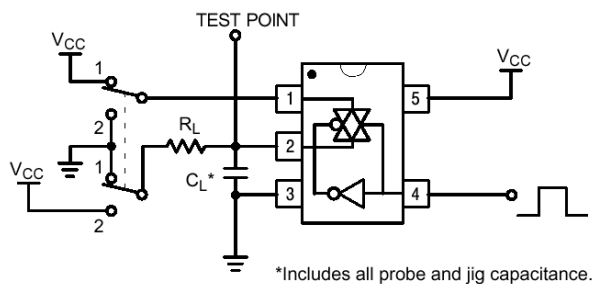 TEST POINT
VCC
1
2
1
2
VCC
RL
CL*
1
2
3
5
4
VCC
*Includes all probe and jig capacitance.